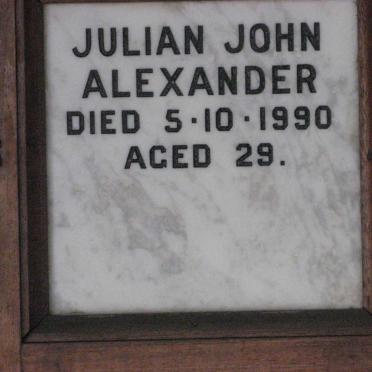 JULIAN JOHN
ALEXANDER
DIED 5·10·1990
AGED 29.